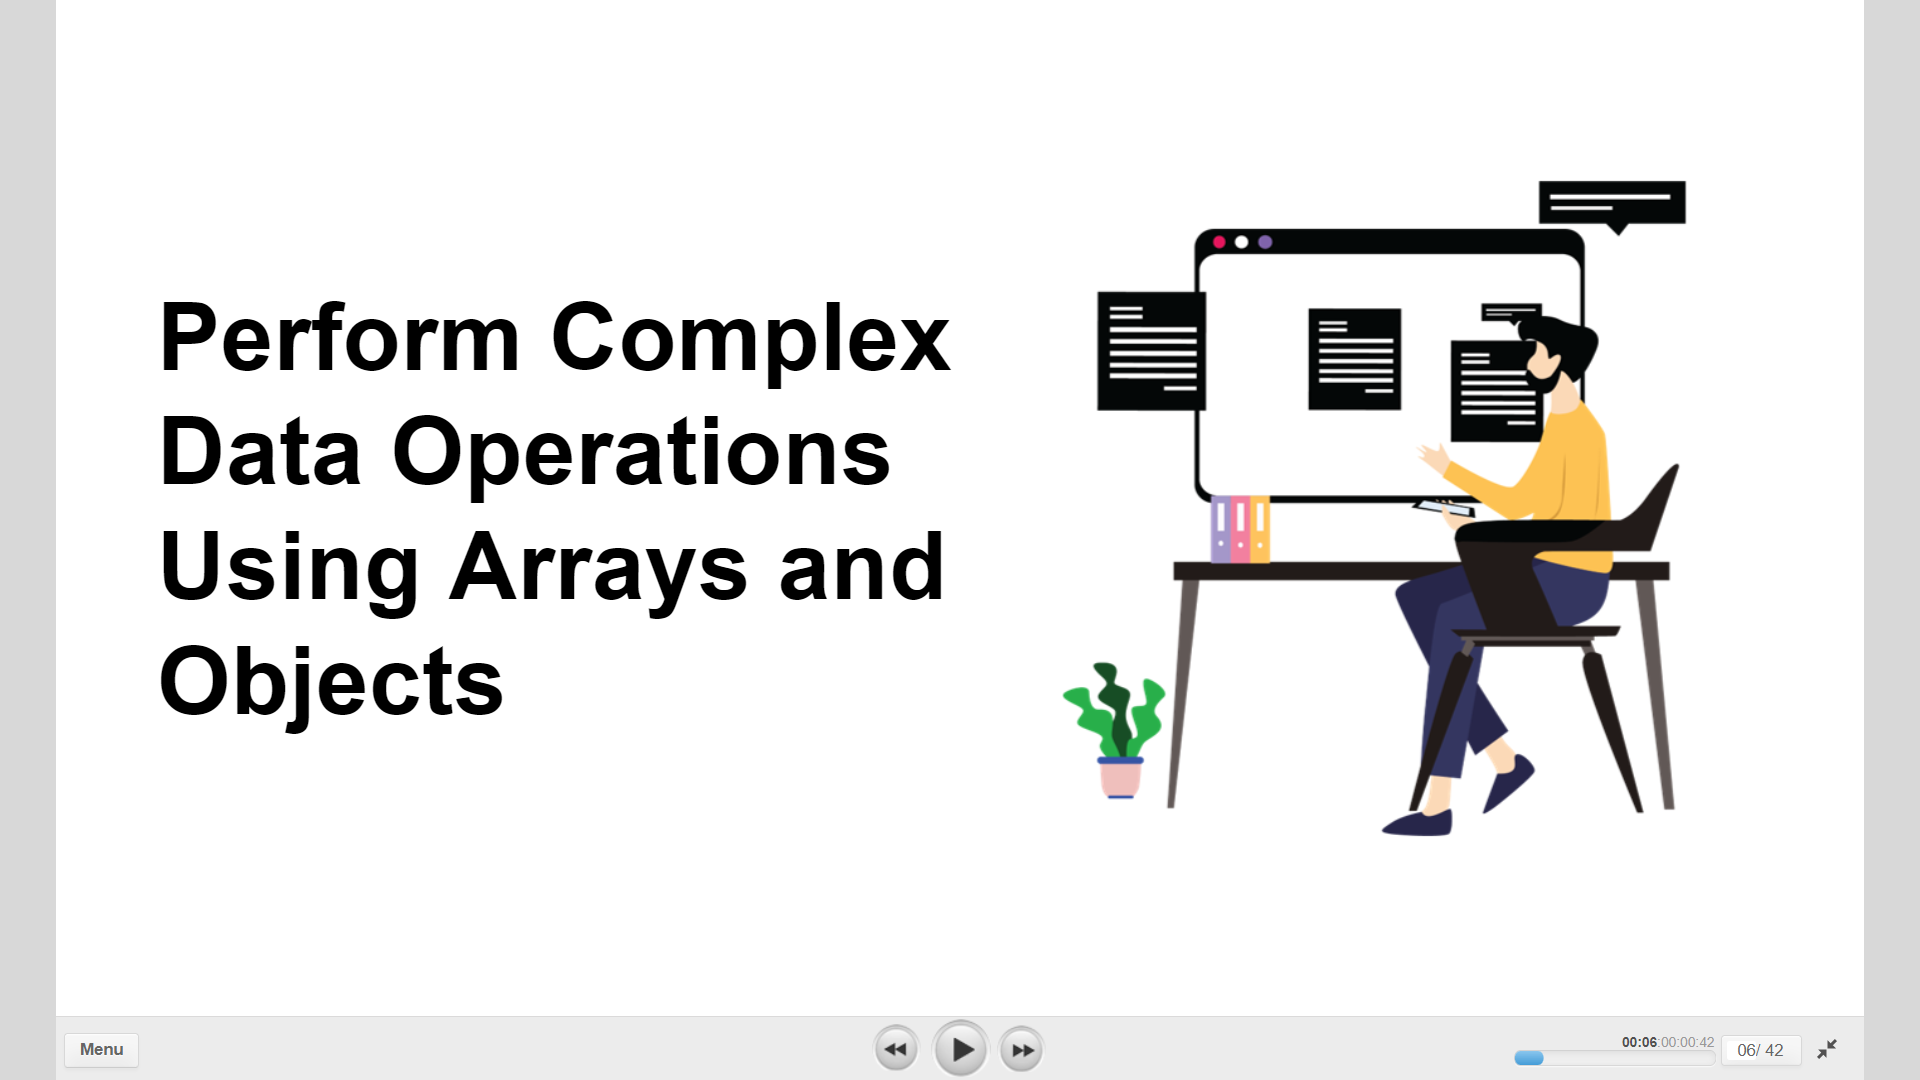 Perform Complex
Data Operations
Using Arrays and
Objects
Menu
00:06:00:00:42
06/ 42